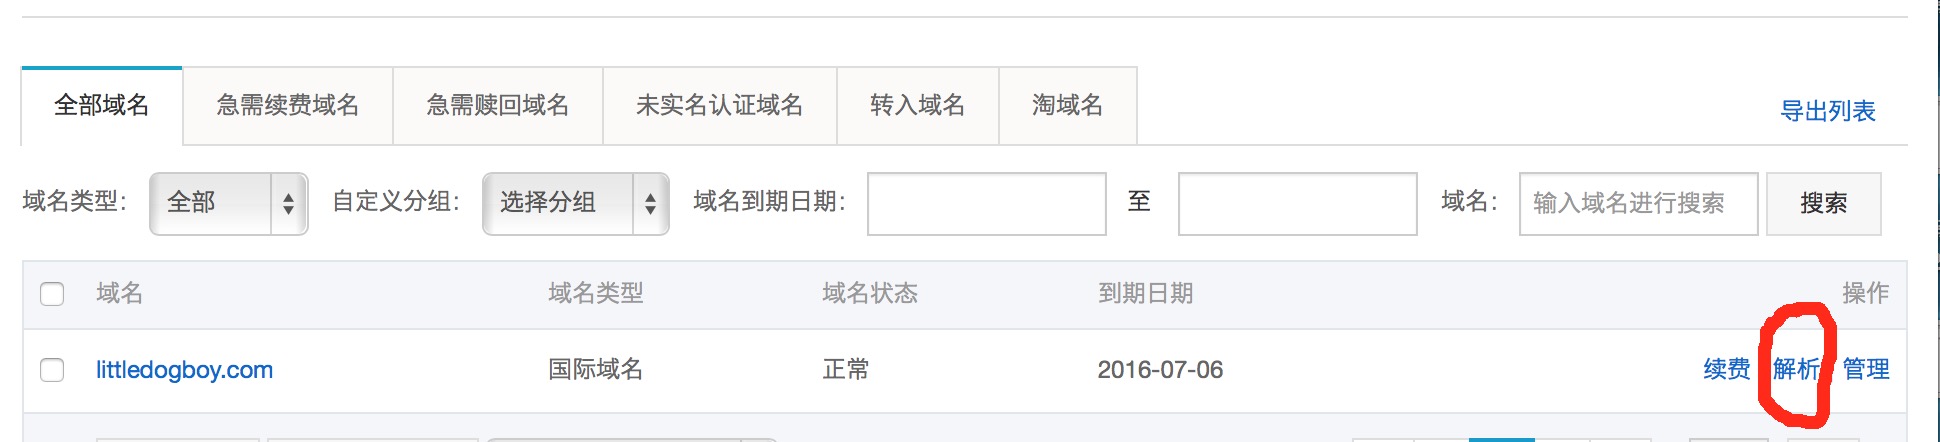 全部域名 急需续费域名 急需赎回域名 未实名认证域名 转入域名 淘域名 导出列表
域名类型： 全部 自定义分组： 选择分组 域名到期日期： 至 域名： 输入域名进行搜索 搜索
域名 域名类型 域名状态 到期日期 操作
littledogboy.com 国际域名 正常 2016-07-06 续费 解析 管理